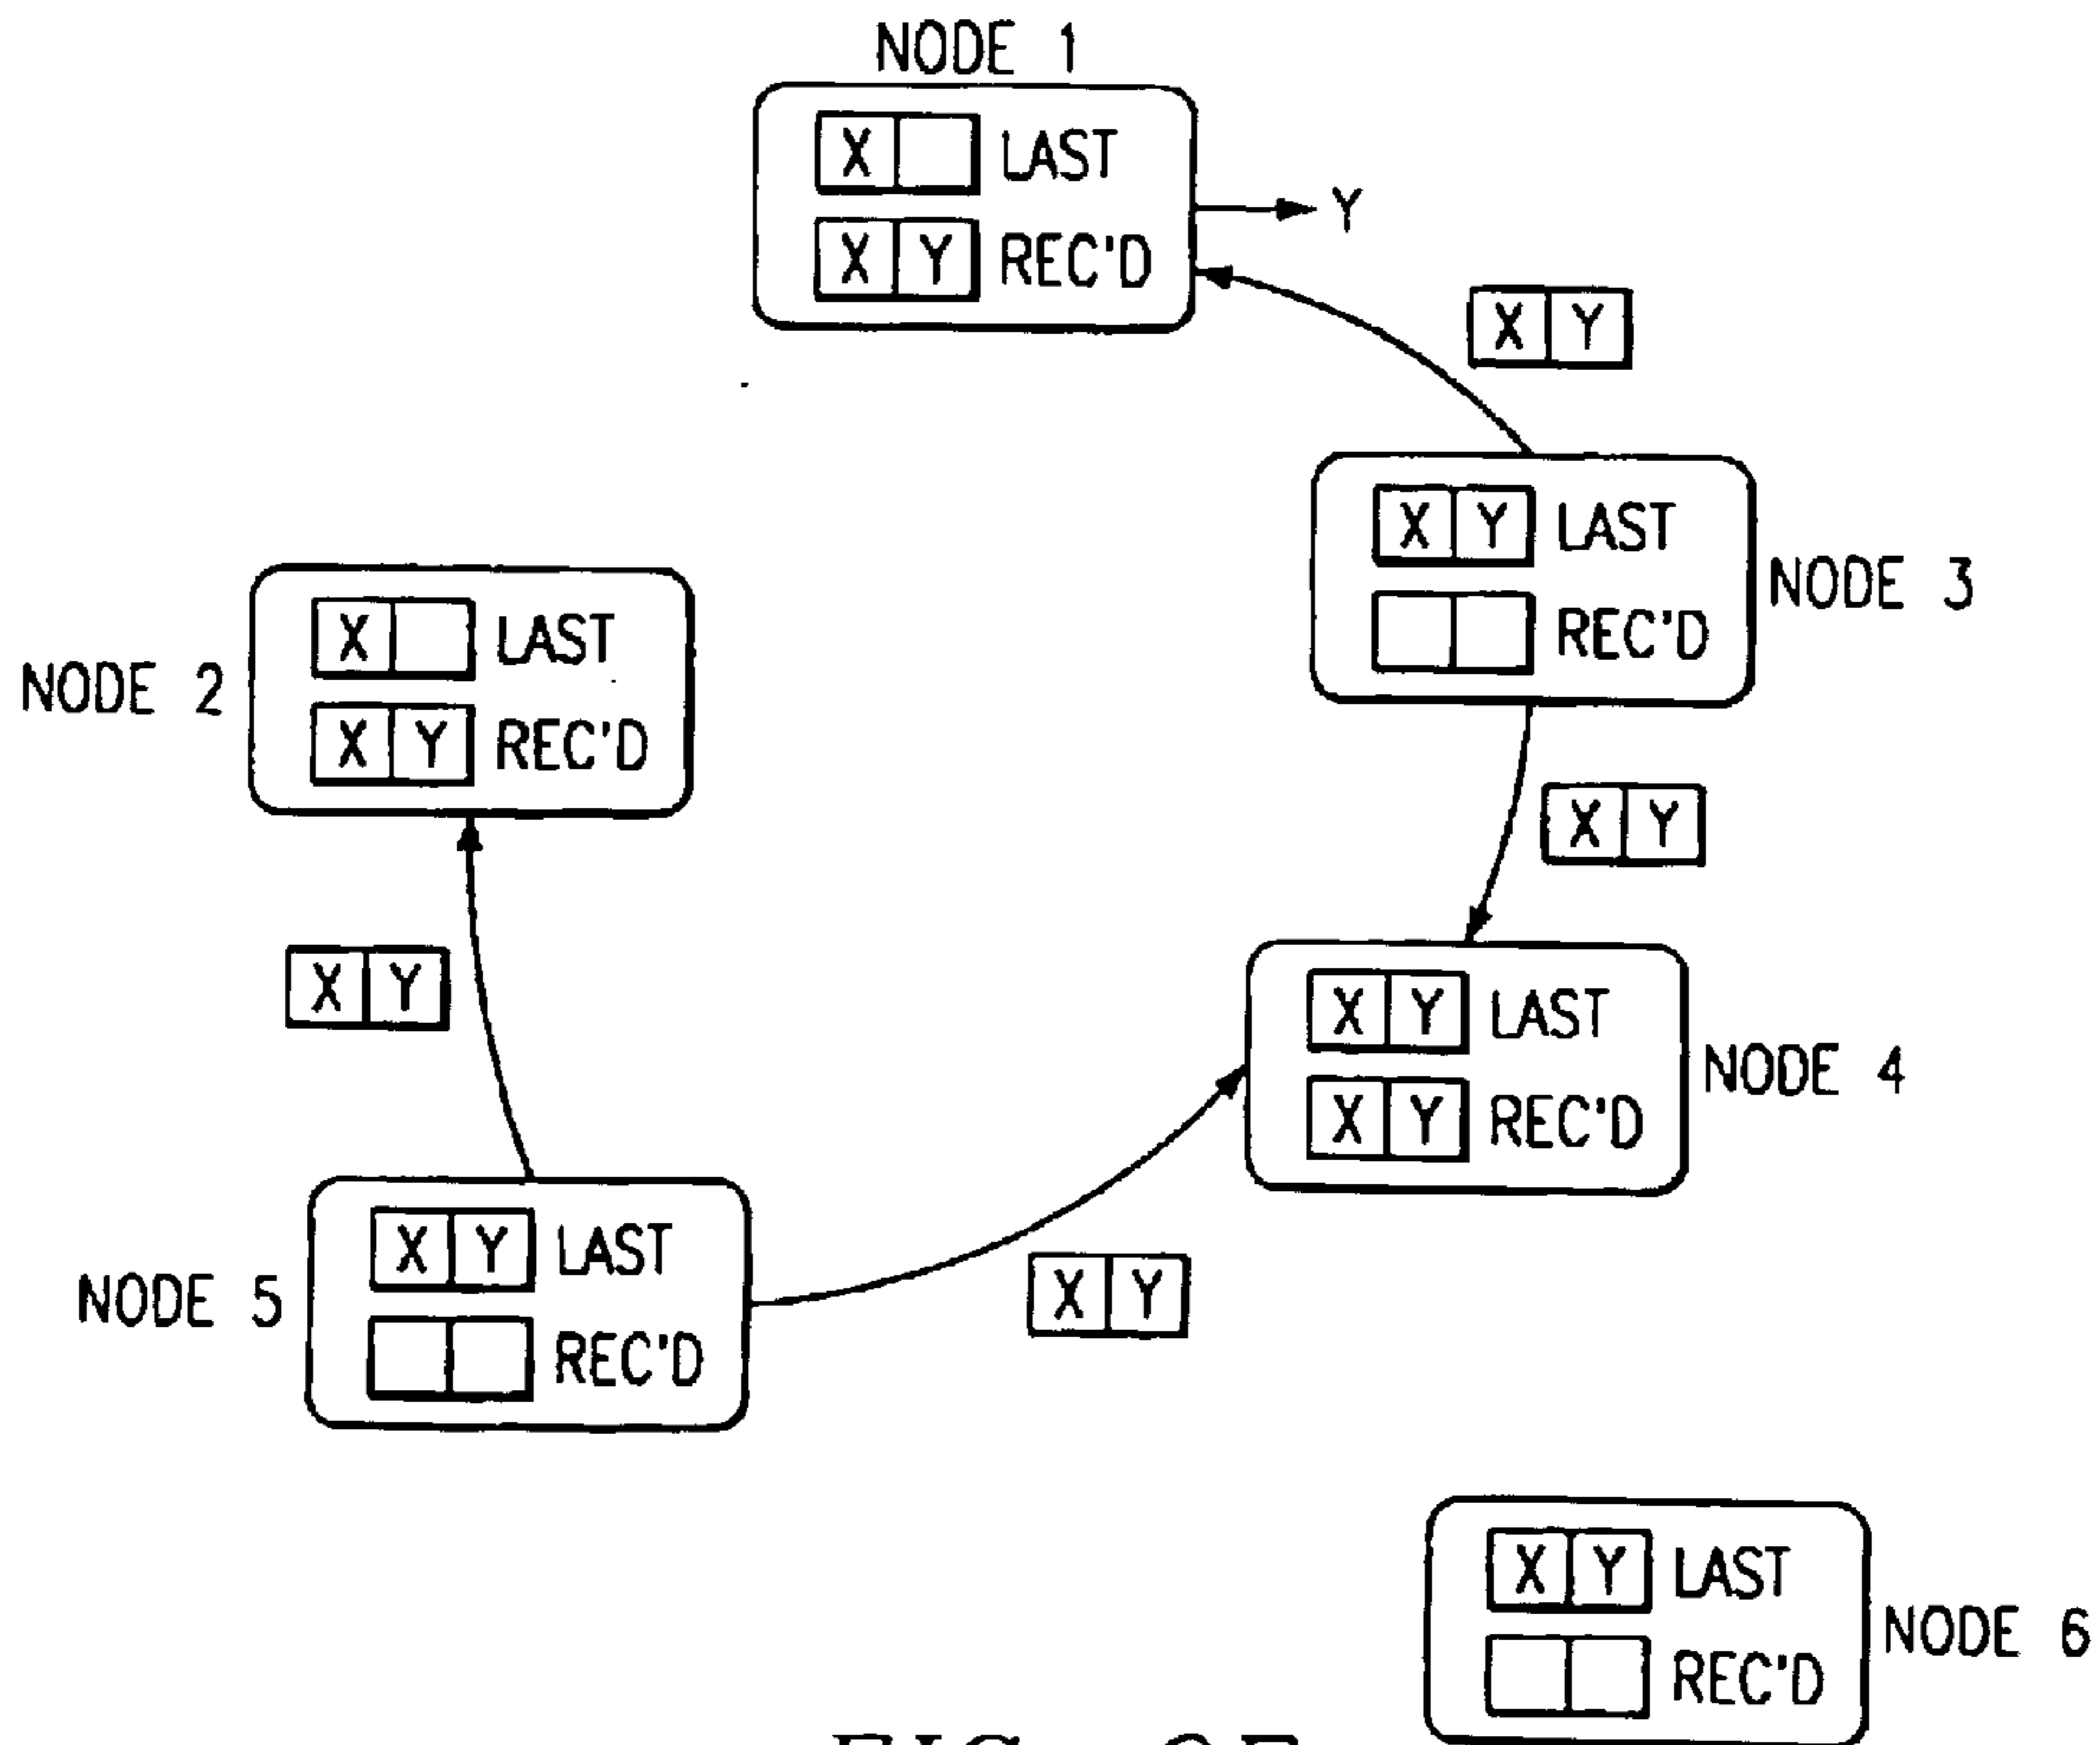 NODE 1
X LAST
X Y REC'D
Y
X Y
X Y LAST
REC'D
NODE 3
X LAST
X Y REC'D
NODE 2
X Y
X Y
X Y LAST
X Y REC'D
NODE 4
X Y LAST
REC'D
NODE 5
X Y
X Y LAST
REC'D
NODE 6